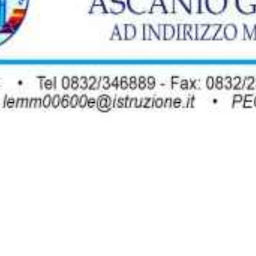 ASCANIO G
AD INDIRIZZO M
• Tel 0832/346889 - Fax: 0832/2
lemm00600e@istruzione.it • PE